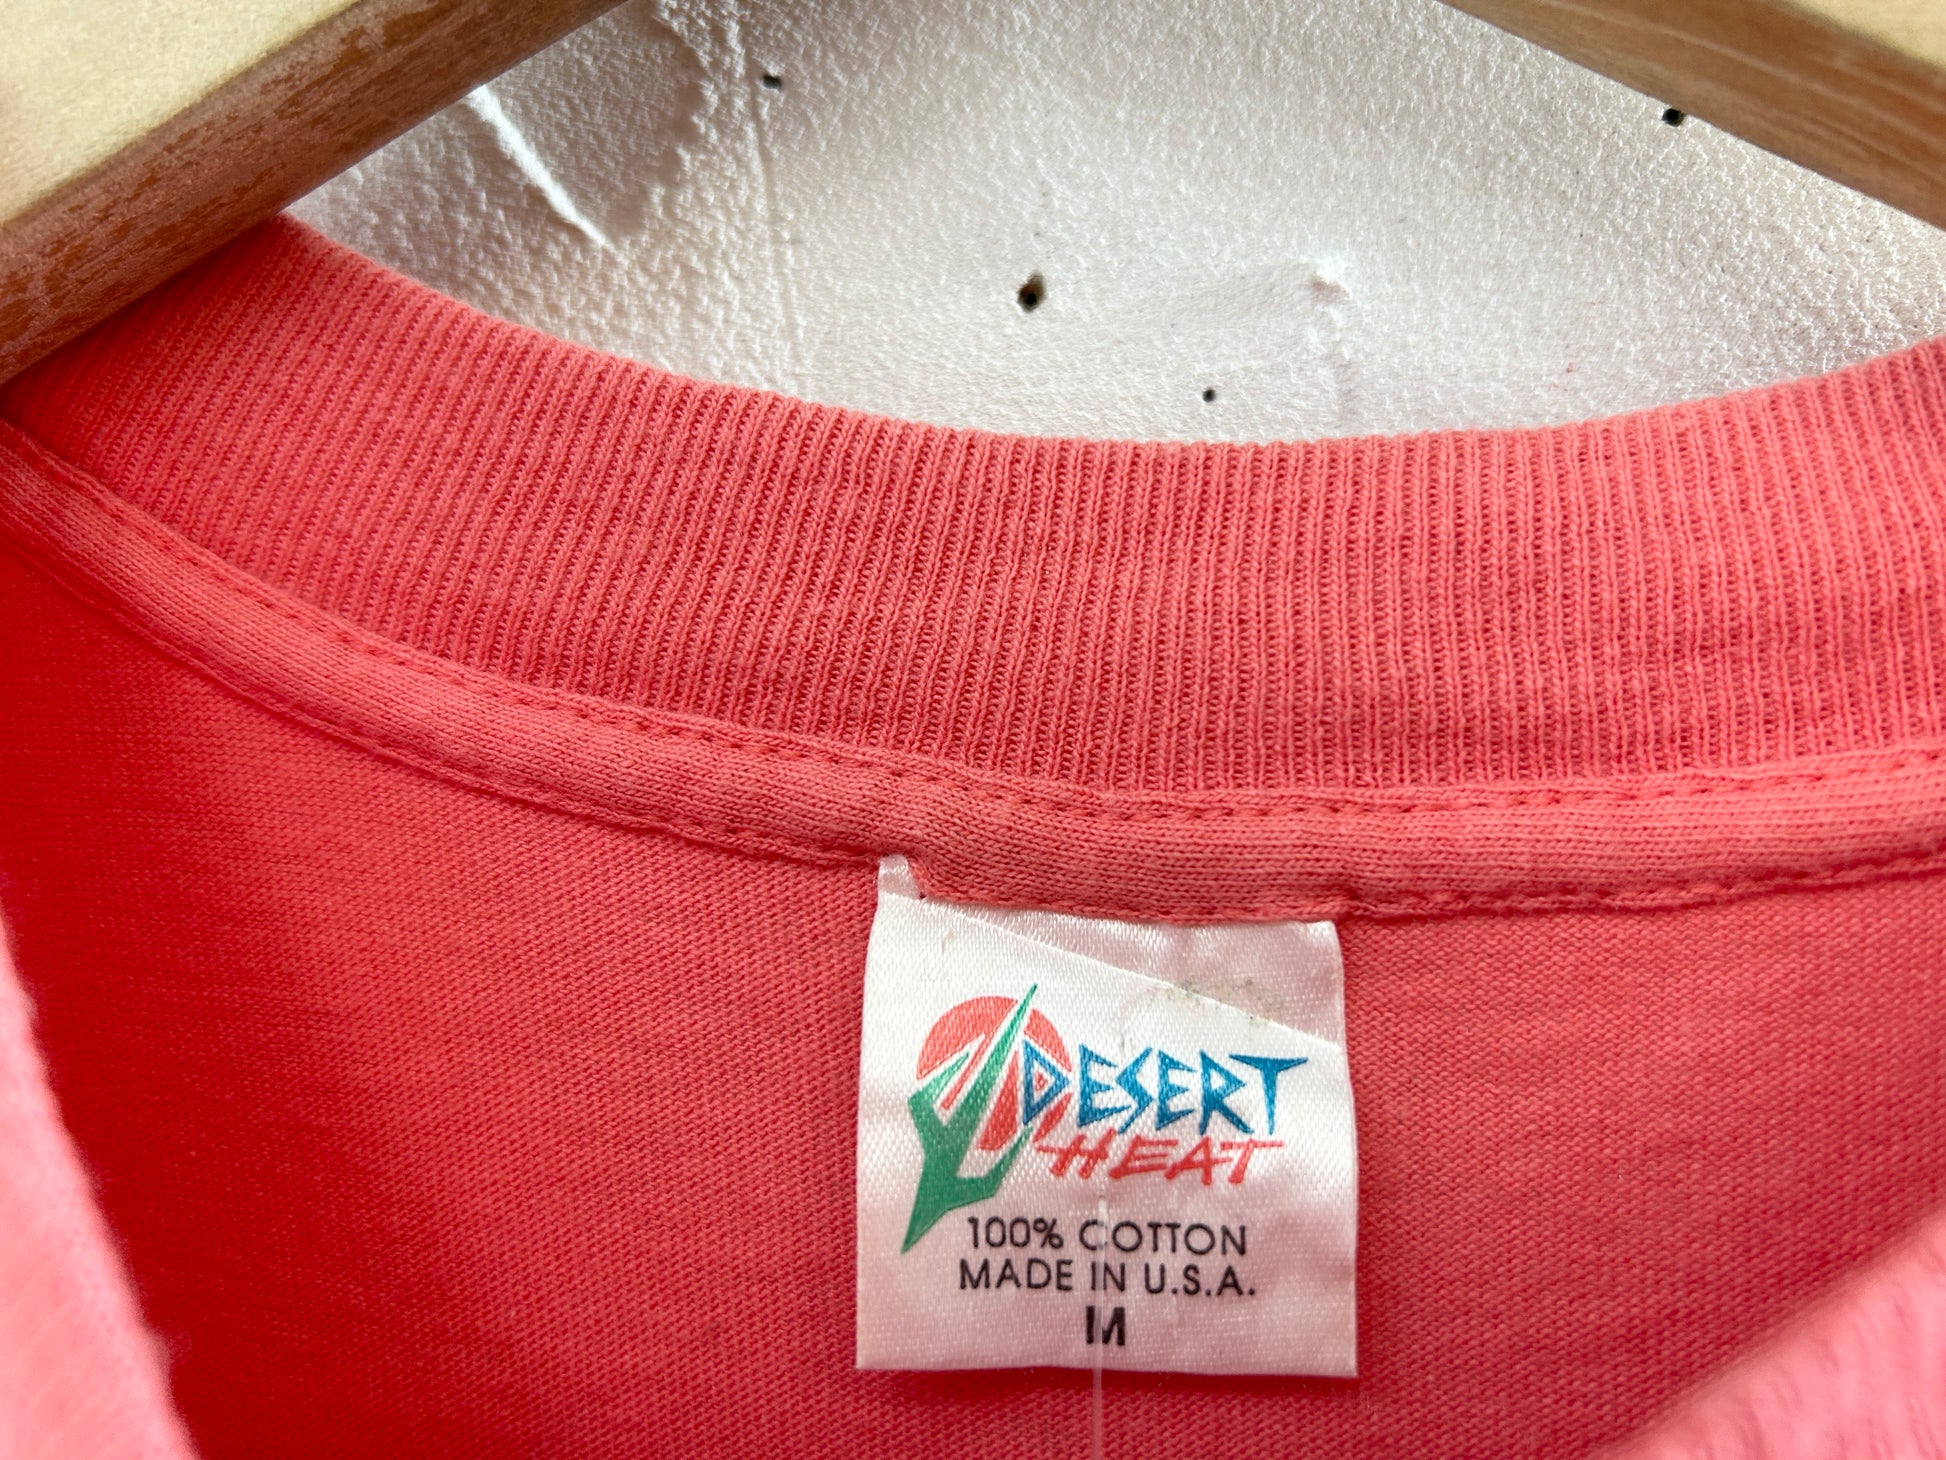 DESERT
HEAT
100% COTTON
MADE IN U.S.A.
M